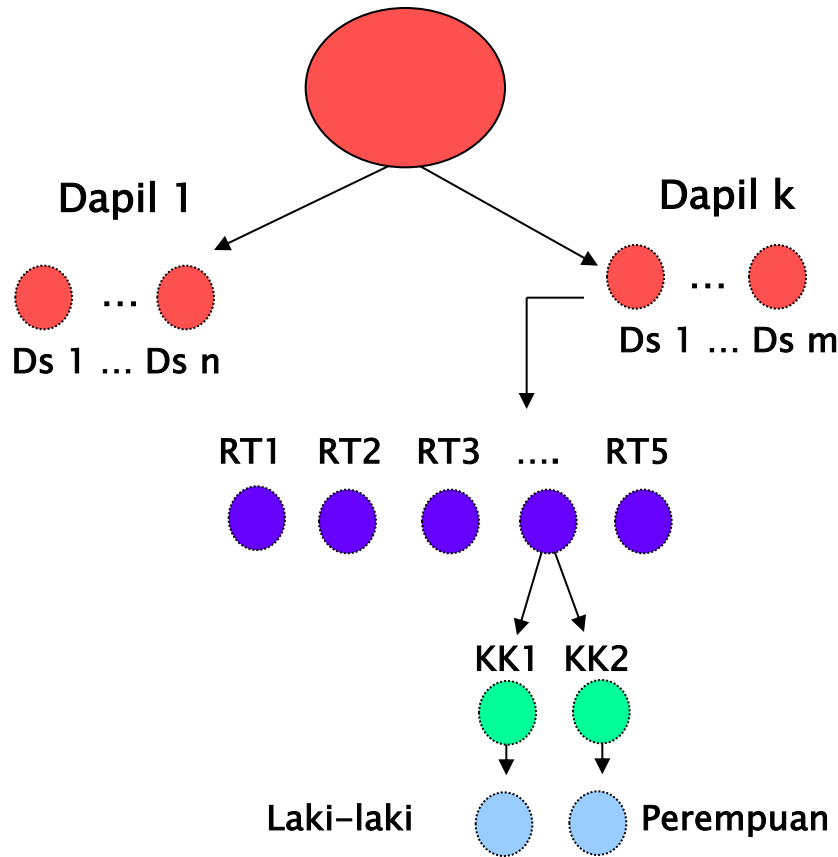 Dapil 1
Dapil k
...
...
Ds 1 ... Ds n
Ds 1 ... Ds m
RT1 RT2 RT3 .... RT5
KK1 KK2
Laki-laki
Perempuan